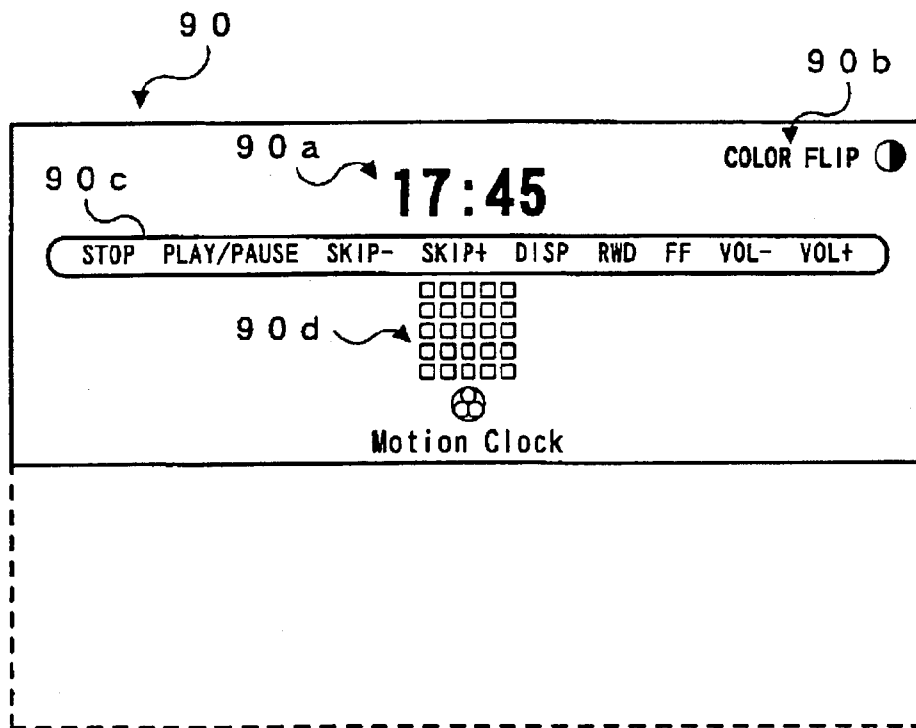 90
90b
90a
COLOR FLIP
90c
17:45
STOP PLAY/PAUSE SKIP- SKIP+ DISP RWD FF VOL- VOL+
90d
Motion Clock